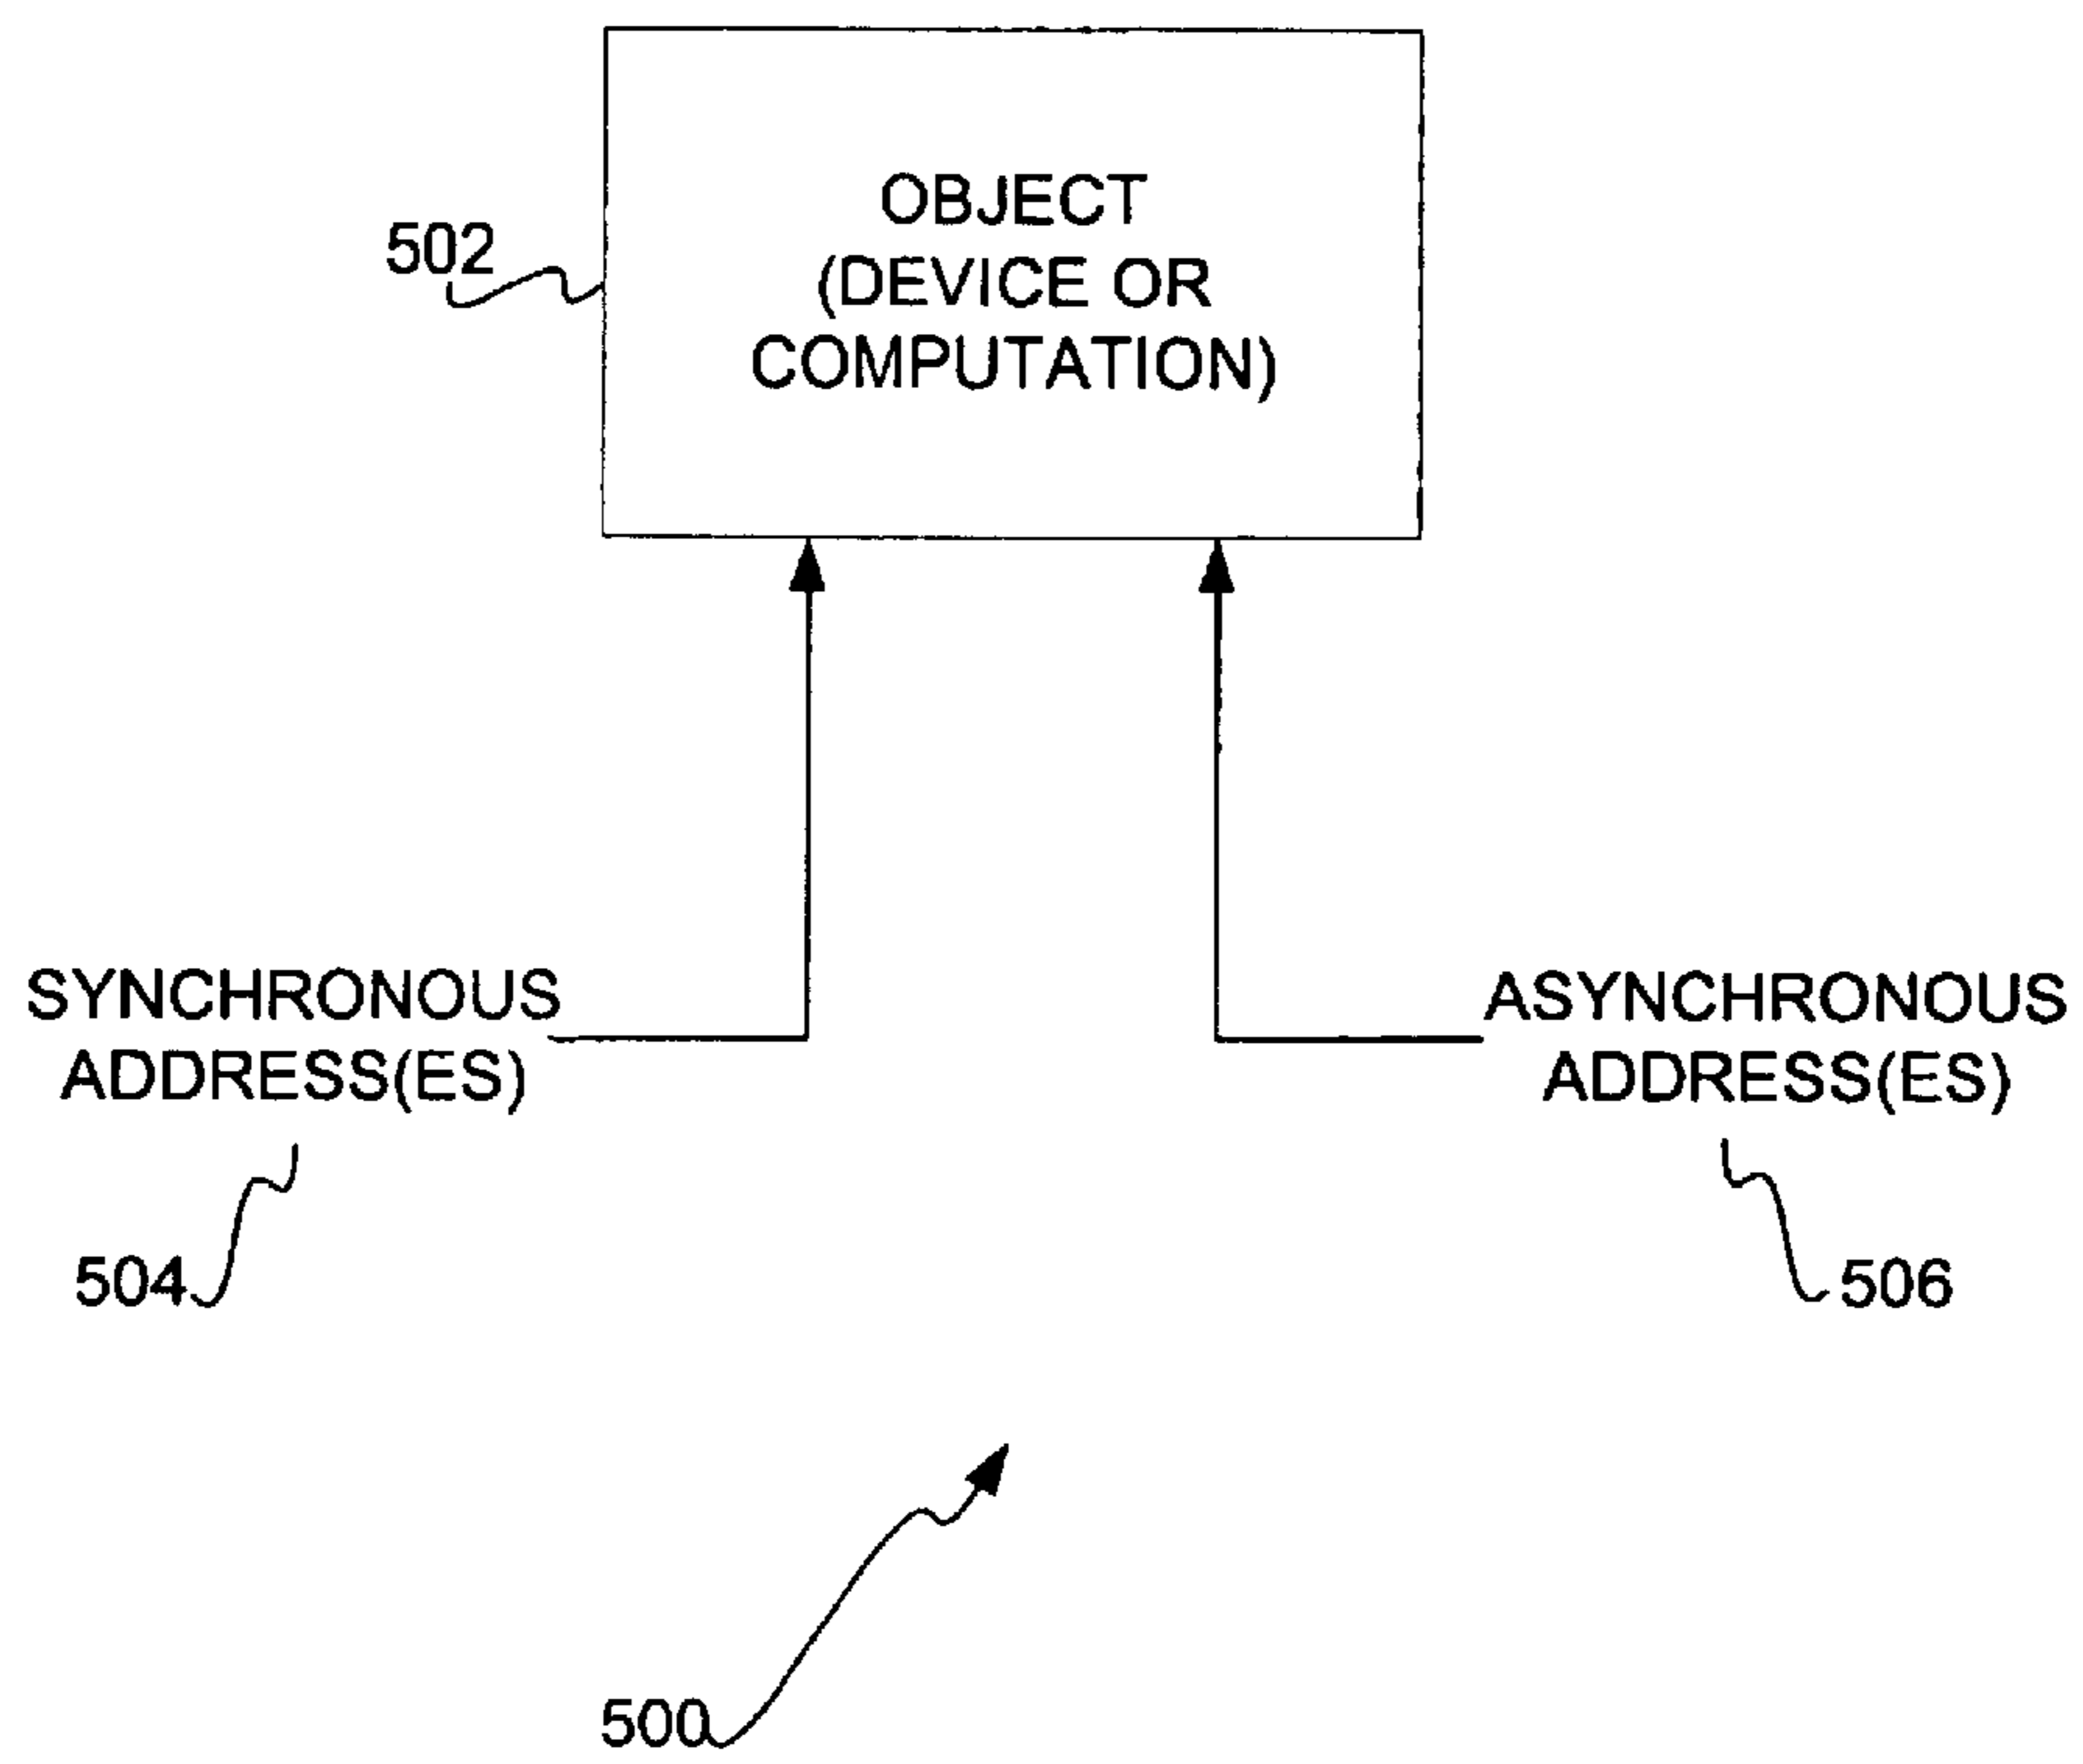 OBJECT
(DEVICE OR
COMPUTATION)
502
SYNCHRONOUS
ADDRESS(ES)
ASYNCHRONOUS
ADDRESS(ES)
504
506
500